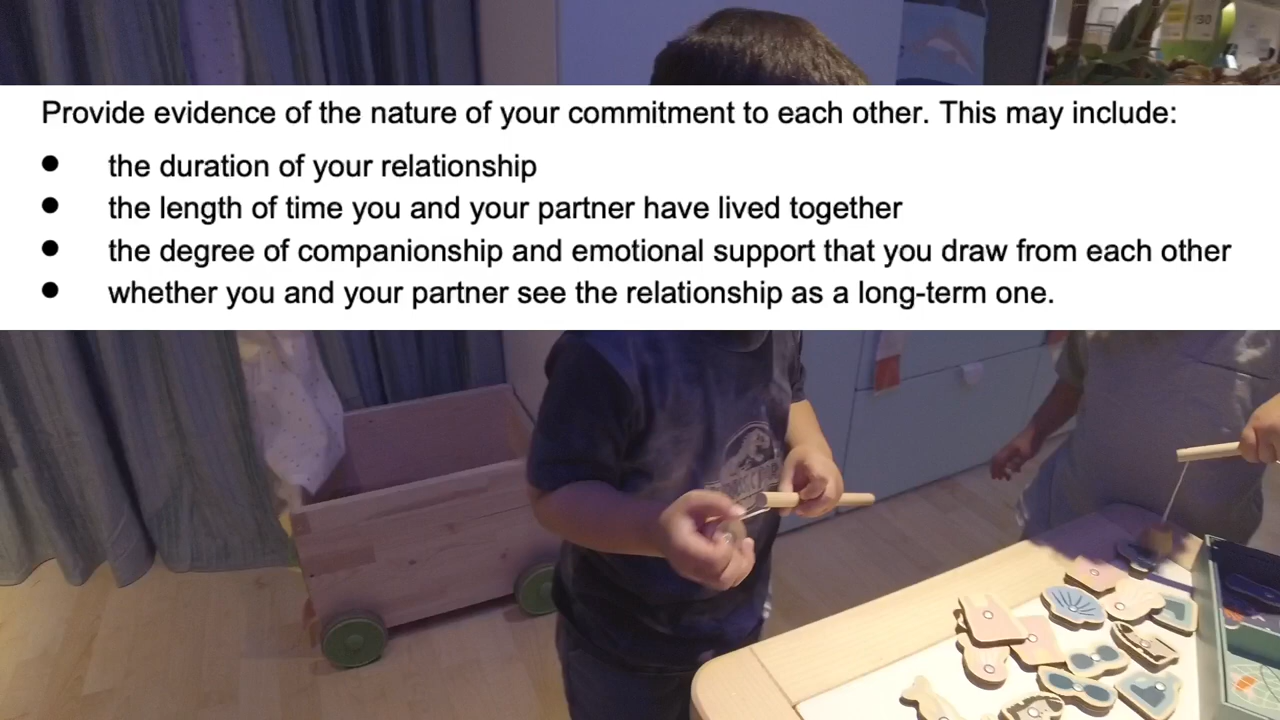 Provide evidence of the nature of your commitment to each other. This may include:
● the duration of your relationship
● the length of time you and your partner have lived together
● the degree of companionship and emotional support that you draw from each other
● whether you and your partner see the relationship as a long-term one.